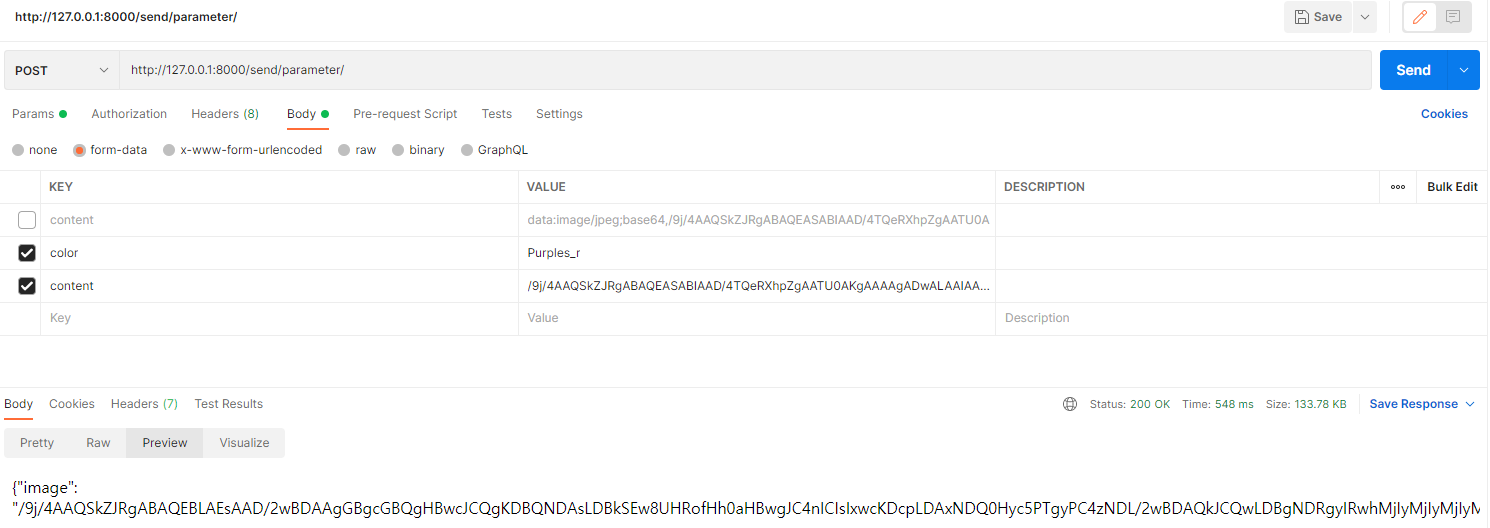 http://127.0.0.1:8000/send/parameter/ Save
POST http://127.0.0.1:8000/send/parameter/ Send
Params Authorization Headers (8) Body Pre-request Script Tests Settings Cookies
none form-data x-www-form-urlencoded raw binary GraphQL
KEY VALUE DESCRIPTION ooo Bulk Edit
content data:image/jpeg;base64,/9j/4AAQSkZJRgABAQEASABIAAD/4TQeRXhpZgAATU0A
color Purples_r
content /9j/4AAQSkZJRgABAQEASABIAAD/4TQeRXhpZgAATU0AKgAAAAgADwALAAIAA...
Key Value Description
Body Cookies Headers (7) Test Results Status: 200 OK Time: 548 ms Size: 133.78 KB Save Response
Pretty Raw Preview Visualize
{"image":
"/9j/4AAQSkZJRgABAQEBLAEsAAD/2wBDAAgGBgcGBQgHBwcJCQgKDBQNDAsLDBkSEw8UHRofHh0aHBwgJC4nICIsIxwcKDcpLDAxNDQ0Hyc5PTgyPC4zNDL/2wBDAQkJCQwLDBgNDRgyIRwhMjIyMjIyMjIyM